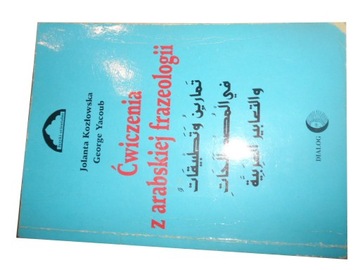 Jolanta Kozłowska
George Yacoub
Ćwiczenia
z arabskiej frazeologii
تمارين وتطبيقات
في المصطلحات
والتعابير العربية
DIALOG